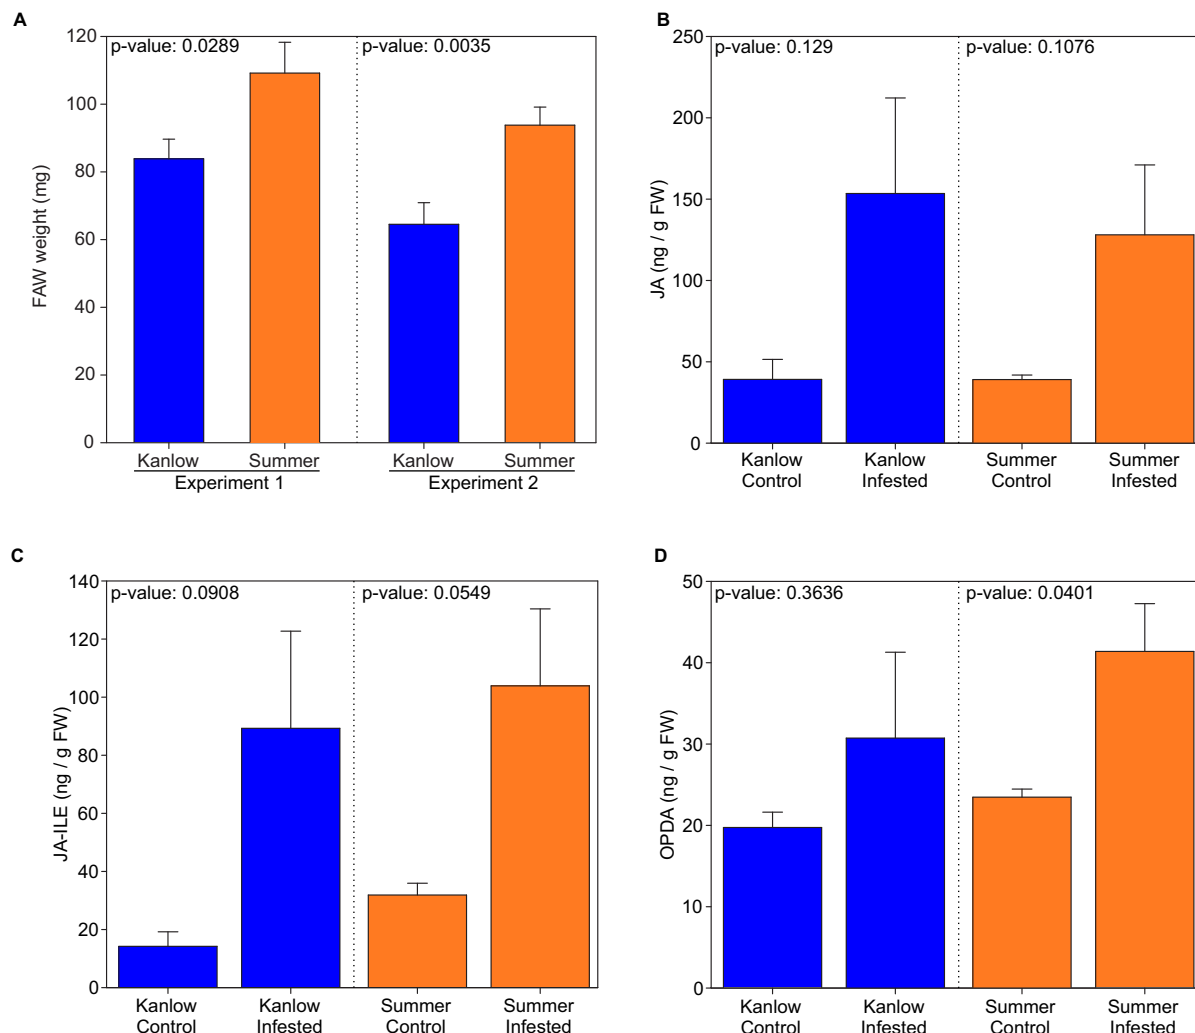 A
p-value: 0.0289
p-value: 0.0035
120
100
80
60
40
20
0
FAW weight (mg)
Kanlow
Summer
Kanlow
Summer
Experiment 1
Experiment 2
B
p-value: 0.129
p-value: 0.1076
250
200
150
100
50
0
JA (ng / g FW)
Kanlow
Control
Kanlow
Infested
Summer
Control
Summer
Infested
C
p-value: 0.0908
p-value: 0.0549
140
120
100
80
60
40
20
0
JA-ILE (ng / g FW)
Kanlow
Control
Kanlow
Infested
Summer
Control
Summer
Infested
D
p-value: 0.3636
p-value: 0.0401
50
40
30
20
10
0
OPDA (ng / g FW)
Kanlow
Control
Kanlow
Infested
Summer
Control
Summer
Infested